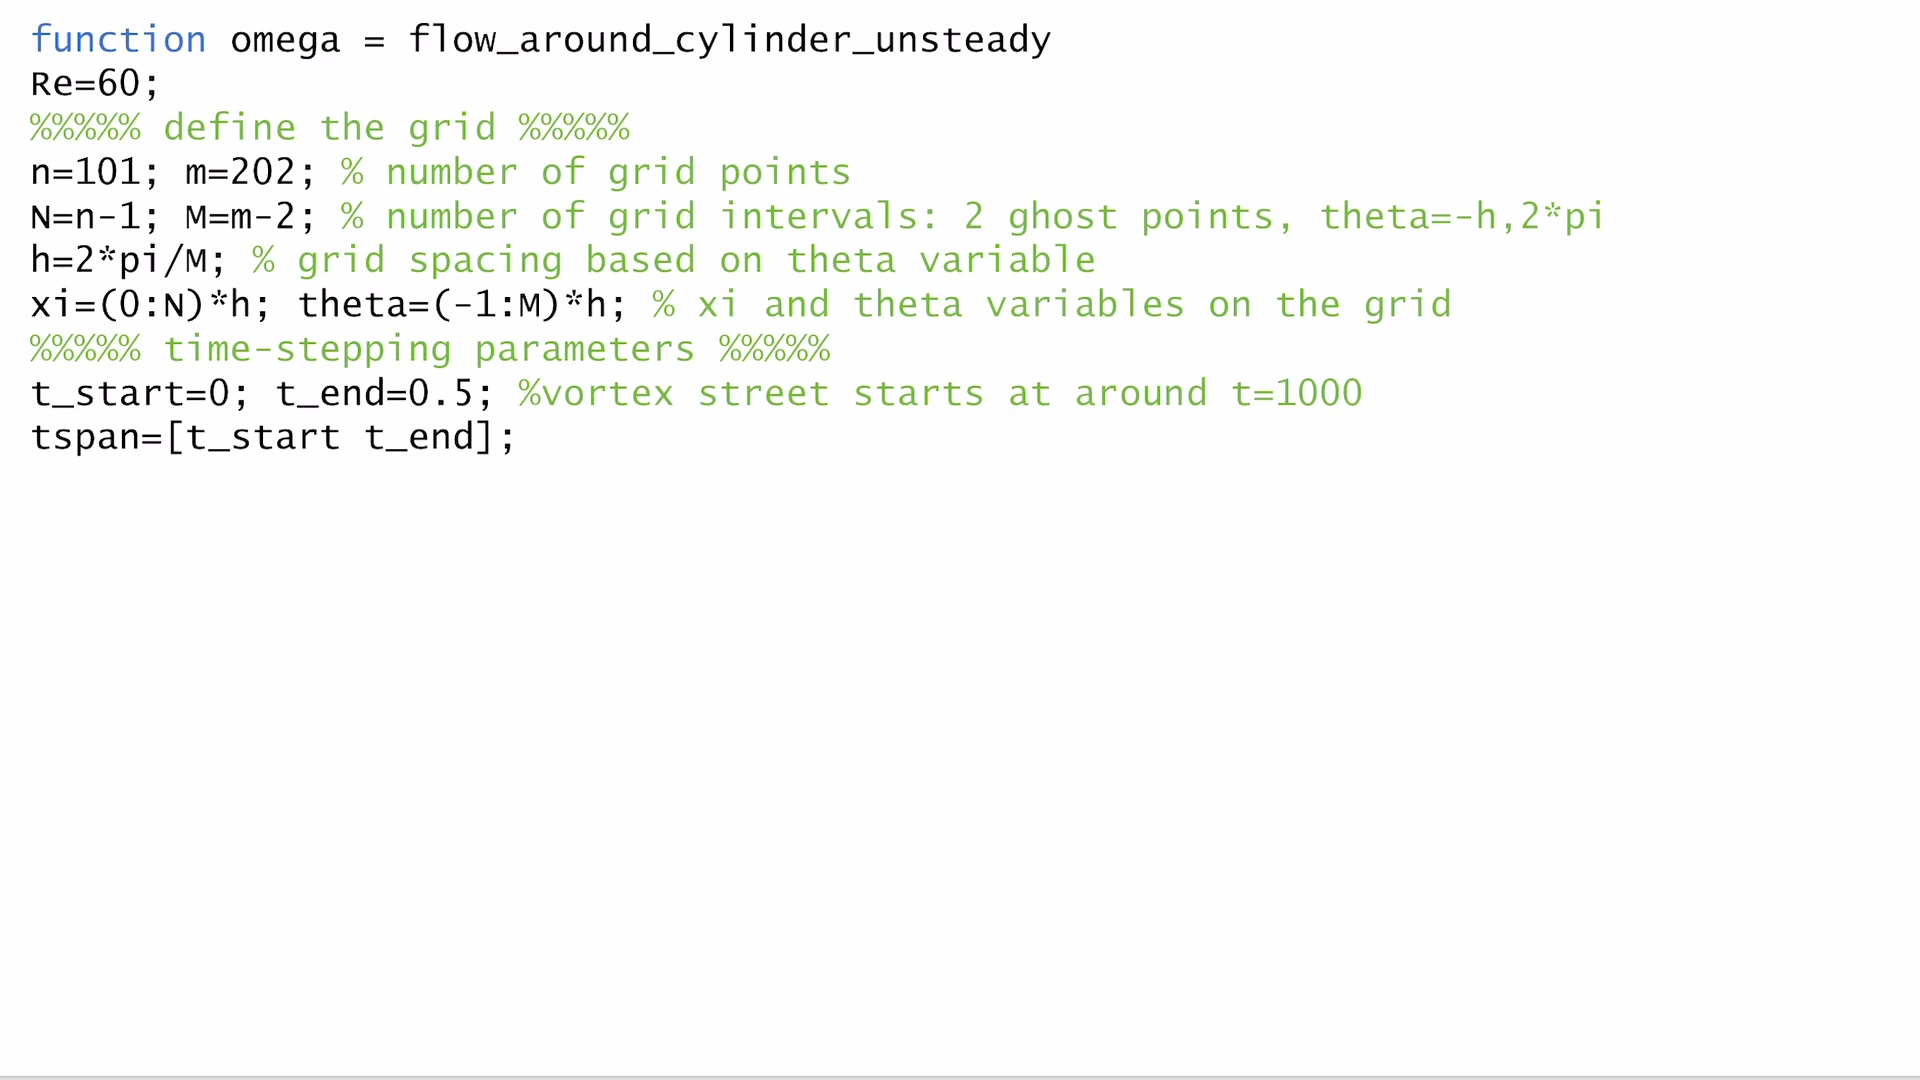 function omega = flow_around_cylinder_unsteady
Re=60;
%%%%% define the grid %%%%%
n=101; m=202; % number of grid points
N=n-1; M=m-2; % number of grid intervals: 2 ghost points, theta=-h,2*pi
h=2*pi/M; % grid spacing based on theta variable
xi=(0:N)*h; theta=(-1:M)*h; % xi and theta variables on the grid
%%%%% time-stepping parameters %%%%%
t_start=0; t_end=0.5; %vortex street starts at around t=1000
tspan=[t_start t_end];